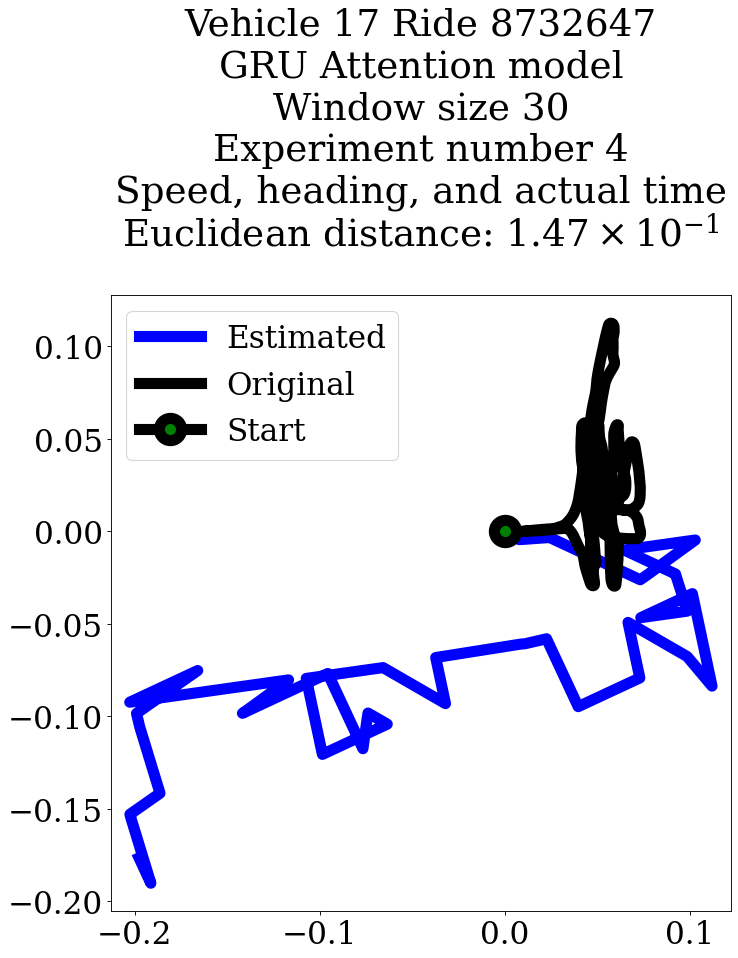 Vehicle 17 Ride 8732647
GRU Attention model
Window size 30
Experiment number 4
Speed, heading, and actual time
Euclidean distance: 1.47 × 10⁻¹
Estimated
Original
Start
0.10
0.05
0.00
−0.05
−0.10
−0.15
−0.20
−0.2
−0.1
0.0
0.1